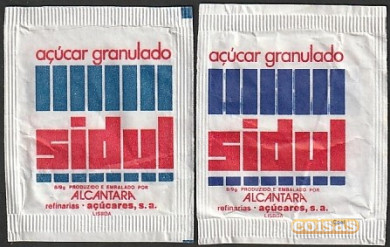 açúcar granulado
sidul
8/9g PRODUZIDO E EMBALADO POR
ALCANTARA
refinarias · açúcares, s. a.
LISBOA
açúcar granulado
sidul
8/9g PRODUZIDO E EMBALADO POR
ALCANTARA
refinarias · açúcares, s. a.
LISBOA
coisas